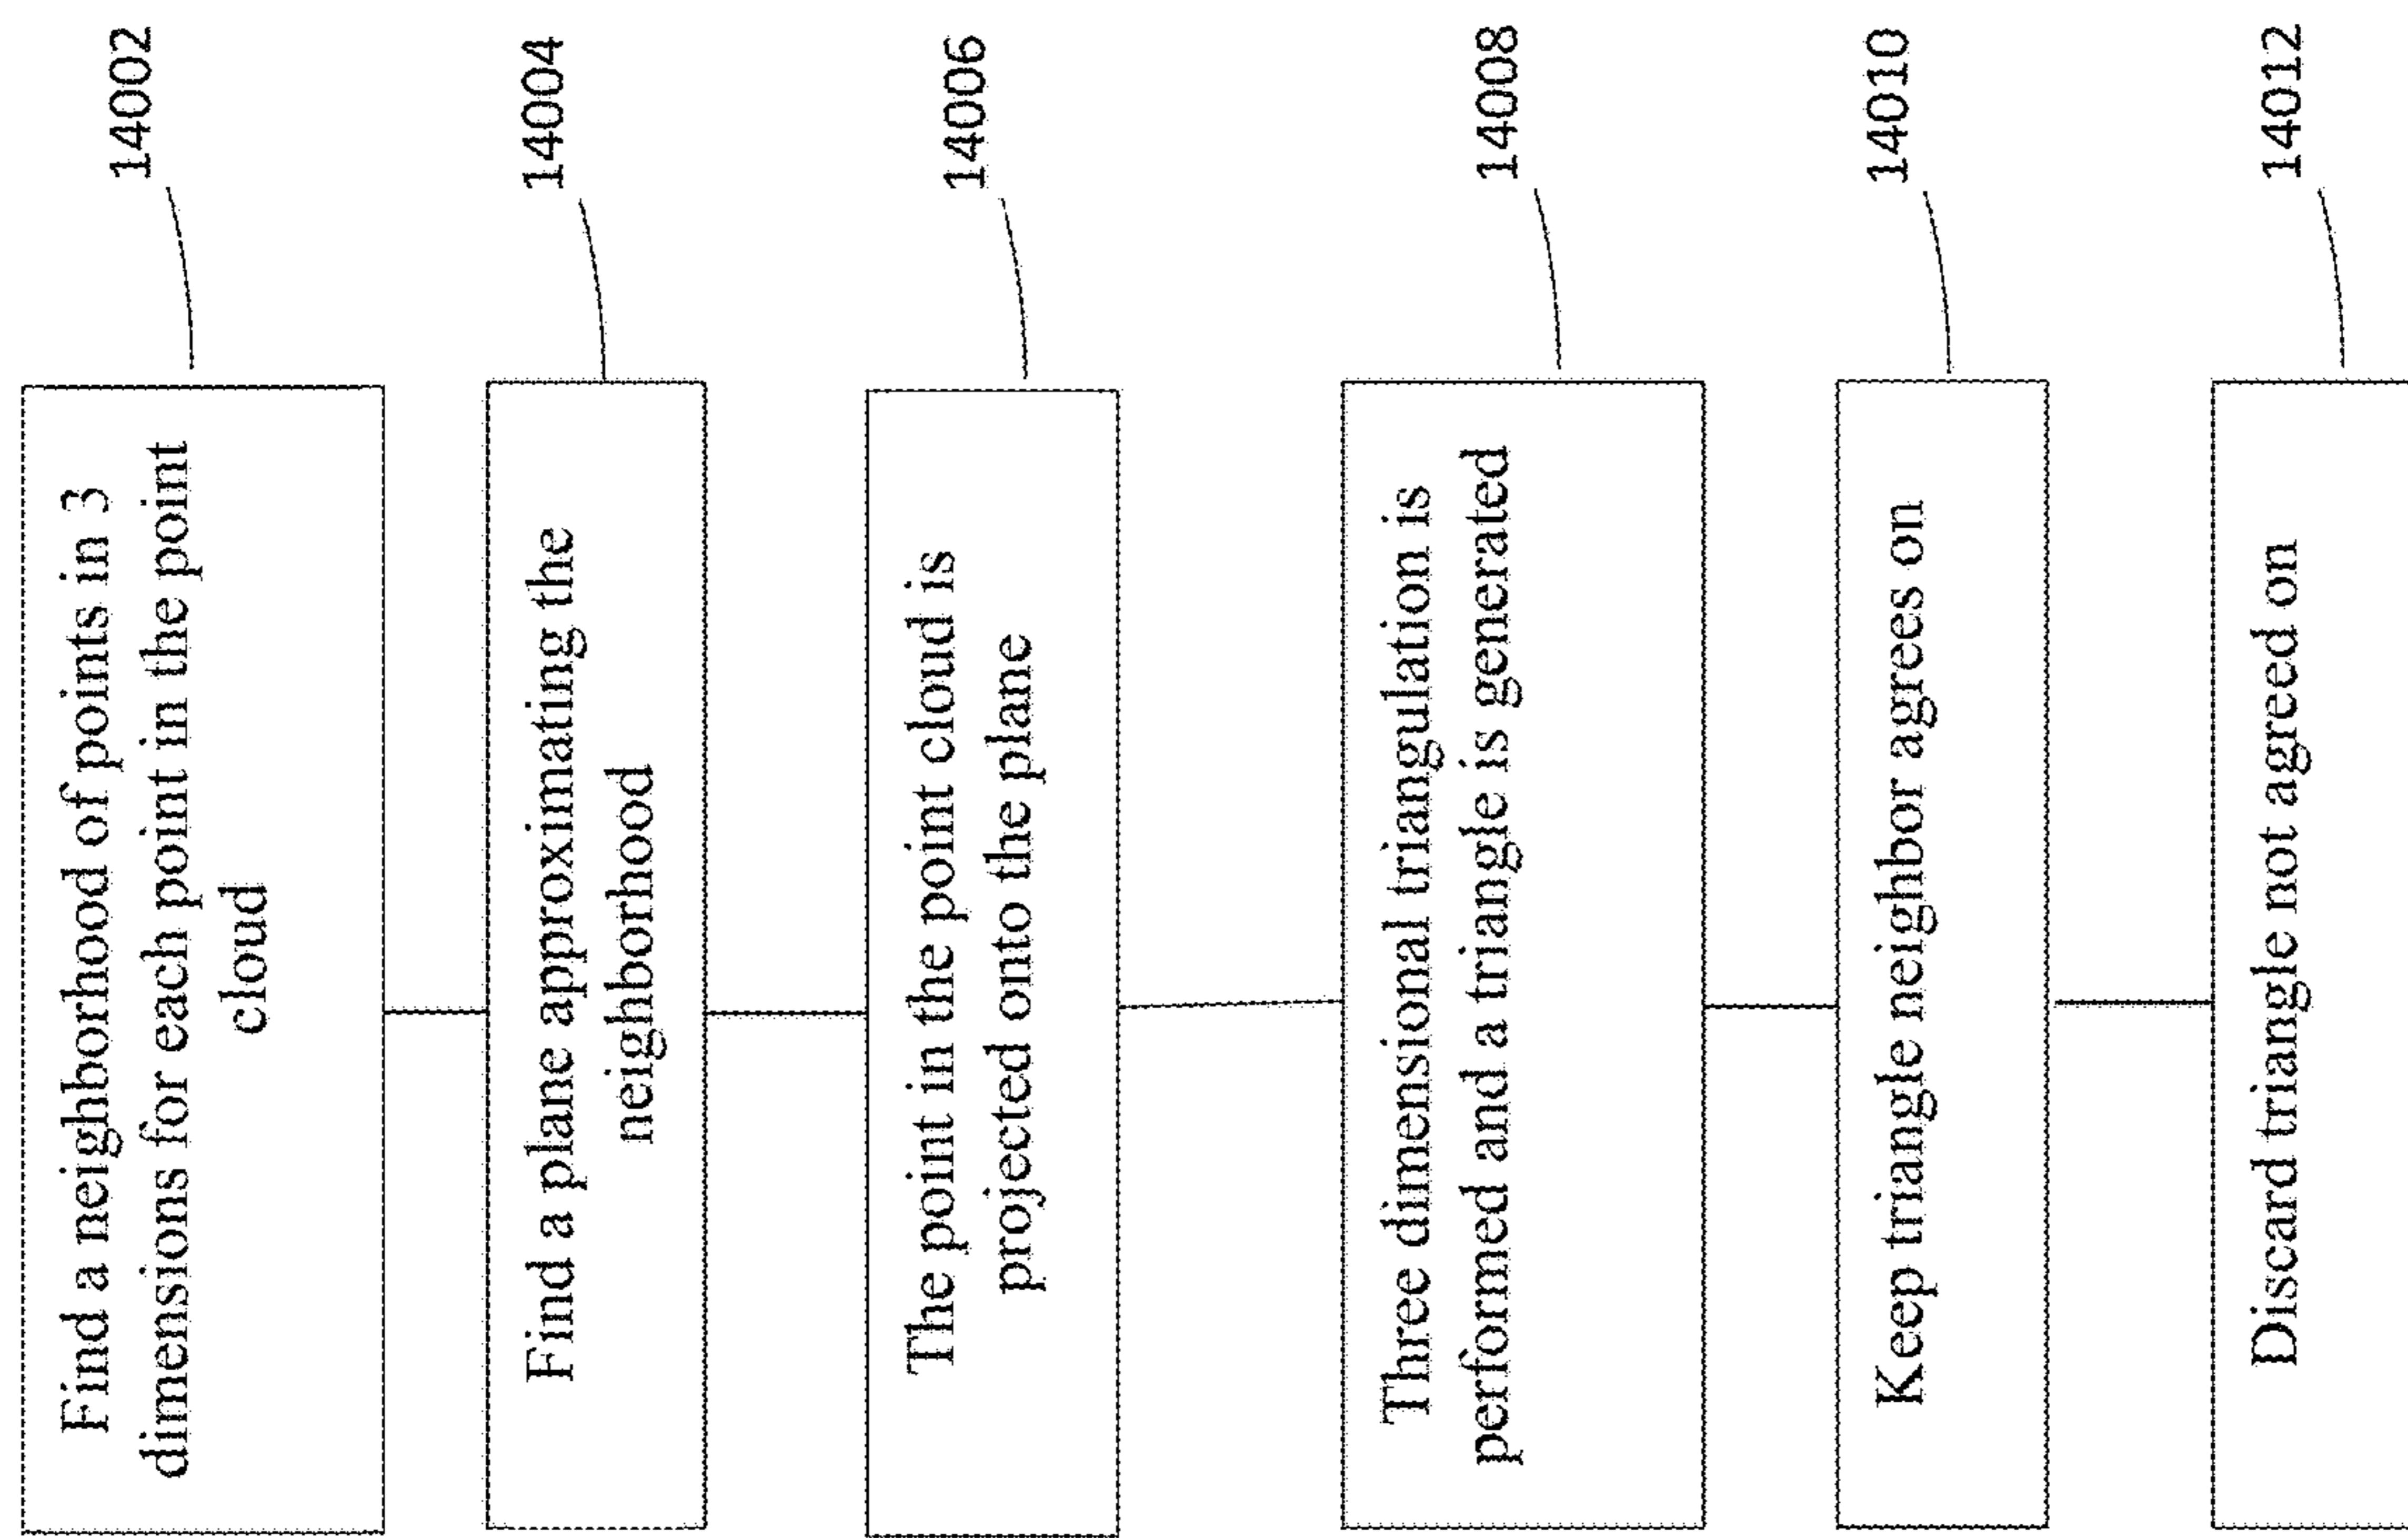 Find a neighborhood of points in 3
dimensions for each point in the point
cloud
14002
Find a plane approximating the
neighborhood
14004
The point in the point cloud is
projected onto the plane
14006
Three dimensional triangulation is
performed and a triangle is generated
14008
Keep triangle neighbor agrees on
14010
Discard triangle not agreed on
14012